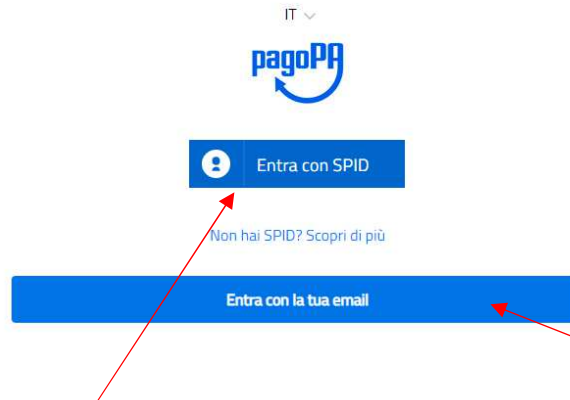 IT
pagoPA
Entra con SPID
Non hai SPID? Scopri di più
Entra con la tua email